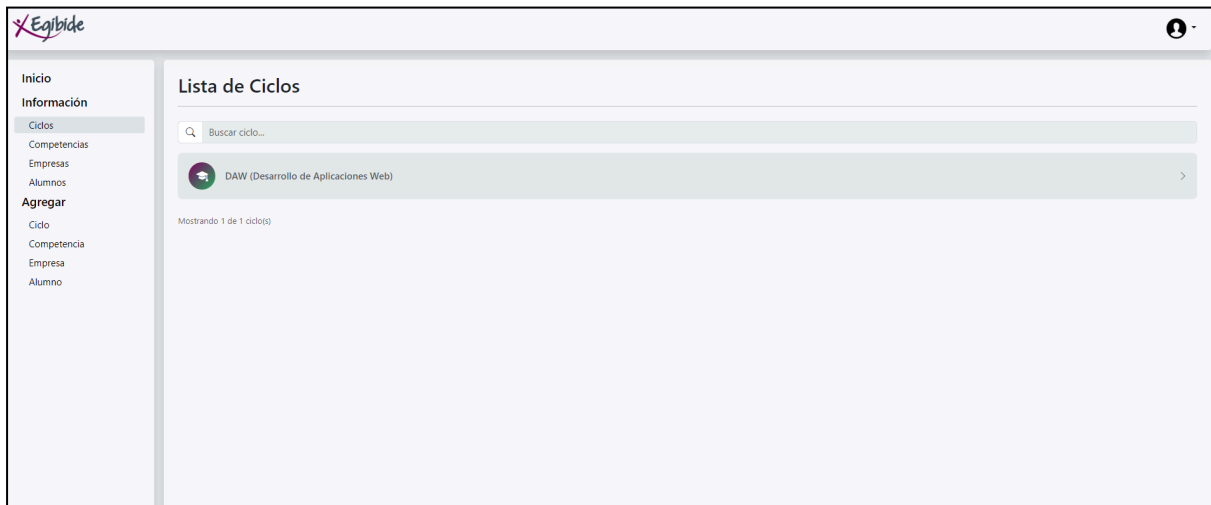 Egibide
Inicio
Información
Ciclos
Competencias
Empresas
Alumnos
Agregar
Ciclo
Competencia
Empresa
Alumno
Lista de Ciclos
Buscar ciclo...
DAW (Desarrollo de Aplicaciones Web)
Mostrando 1 de 1 ciclo(s)